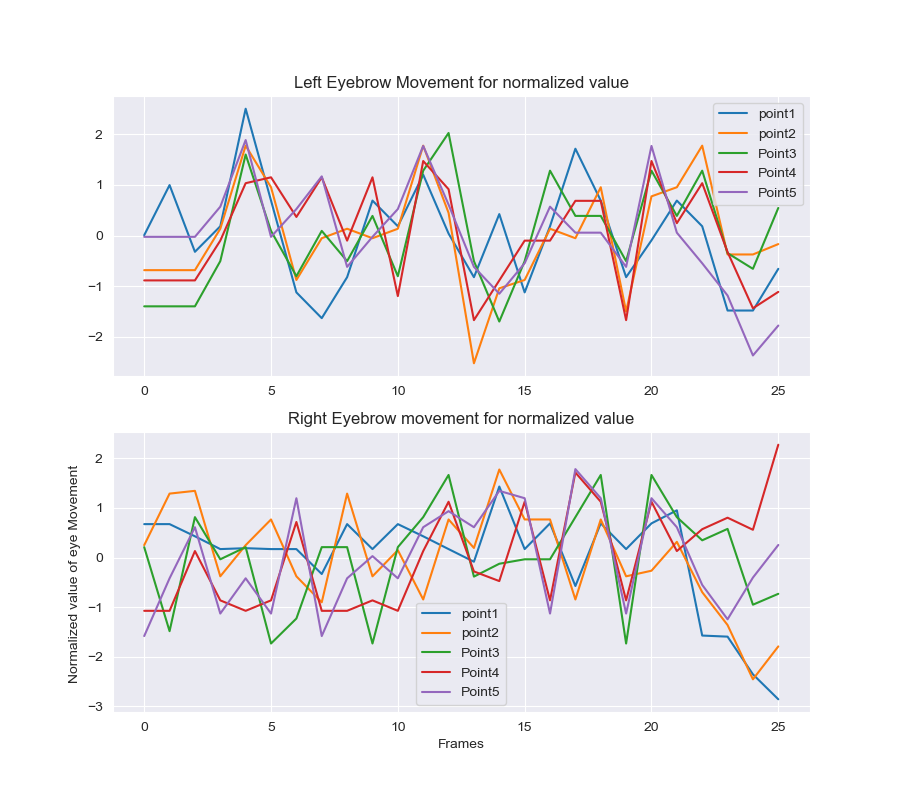 Left Eyebrow Movement for normalized value
2
1
0
−1
−2
point1
point2
Point3
Point4
Point5
0 5 10 15 20 25
Right Eyebrow movement for normalized value
Normalized value of eye Movement
2
1
0
−1
−2
−3
point1
point2
Point3
Point4
Point5
0 5 10 15 20 25
Frames